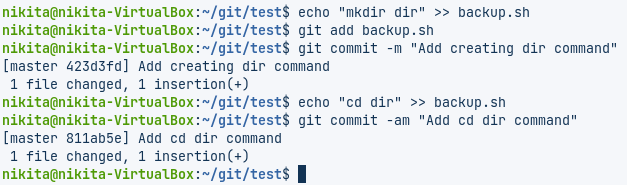 nikita@nikita-VirtualBox:~/git/test$ echo "mkdir dir" >> backup.sh
nikita@nikita-VirtualBox:~/git/test$ git add backup.sh
nikita@nikita-VirtualBox:~/git/test$ git commit -m "Add creating dir command"
[master 423d3fd] Add creating dir command
 1 file changed, 1 insertion(+)
nikita@nikita-VirtualBox:~/git/test$ echo "cd dir" >> backup.sh
nikita@nikita-VirtualBox:~/git/test$ git commit -am "Add cd dir command"
[master 811ab5e] Add cd dir command
 1 file changed, 1 insertion(+)
nikita@nikita-VirtualBox:~/git/test$